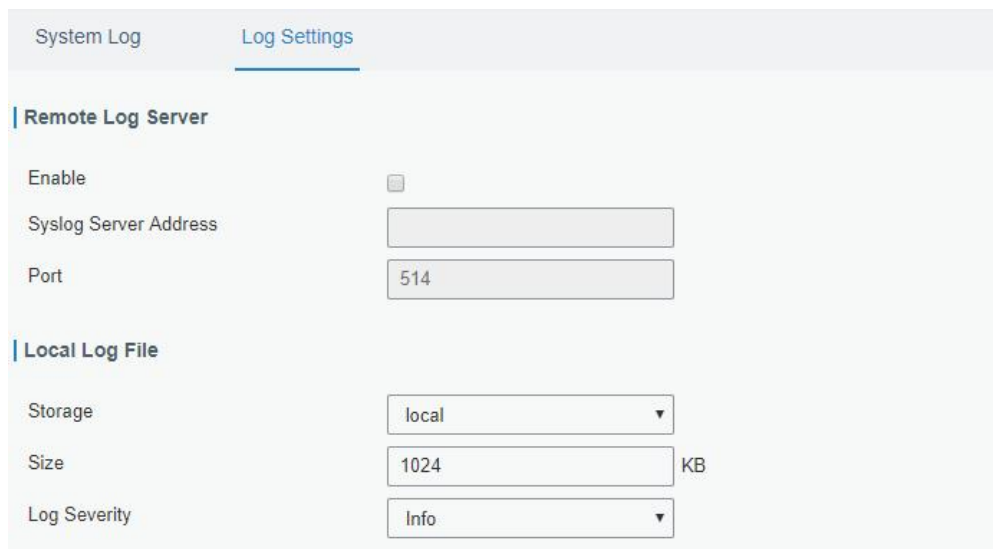 System Log Log Settings
Remote Log Server
Enable
Syslog Server Address
Port 514
Local Log File
Storage local
Size 1024 KB
Log Severity Info